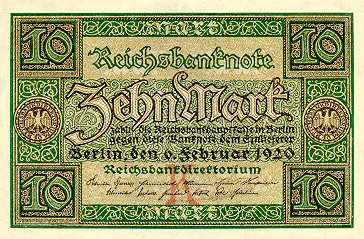 10 10
Reichsbanknote
Zehn Mark
zahlt die Reichsbankhauptkasse in Berlin
gegen diese Banknote dem Einlieferer
Berlin, den 6. Februar 1920
Reichsbankdirektorium
10 10